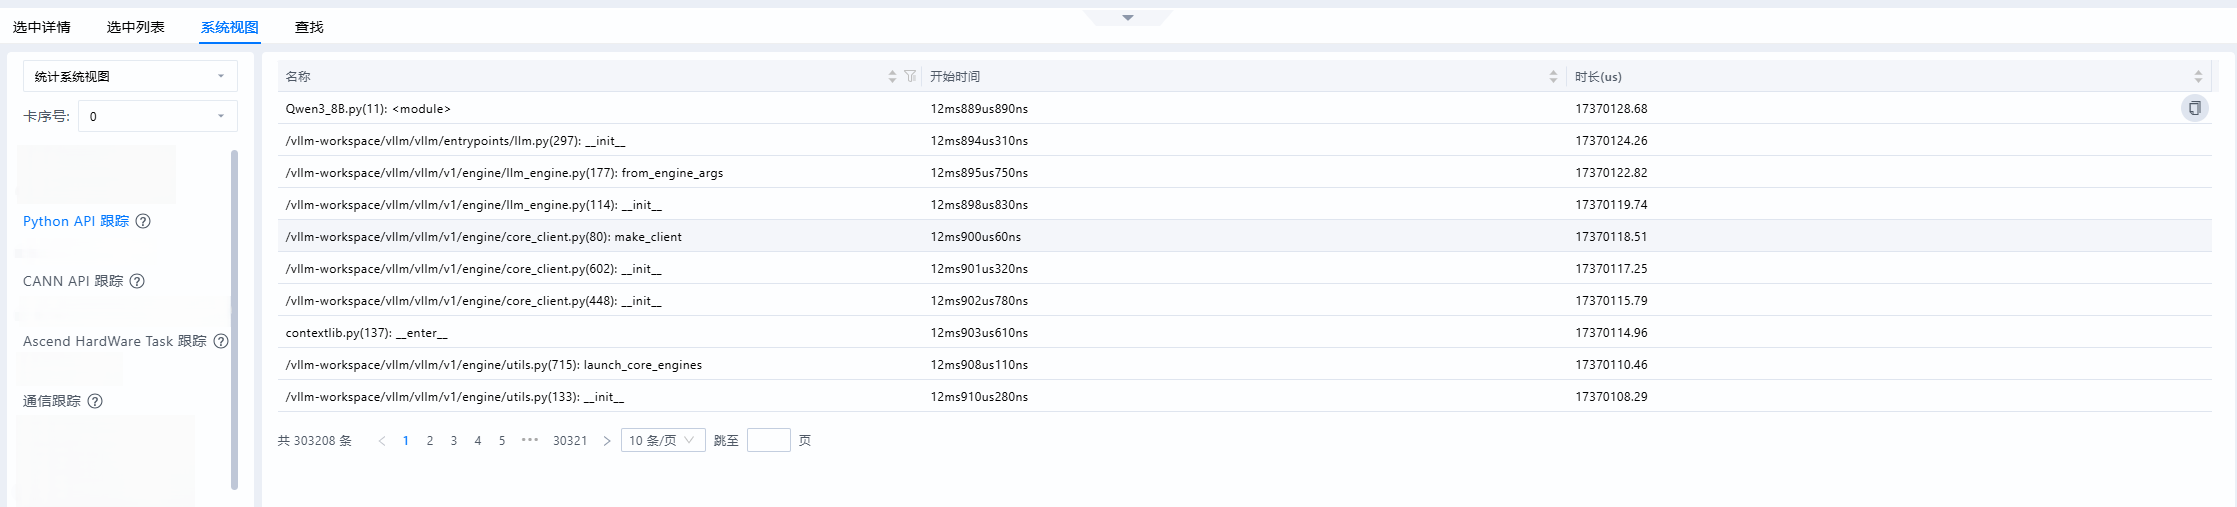 选中详情 选中列表 系统视图 查找
统计系统视图
卡序号: 0
Python API 跟踪
CANN API 跟踪
Ascend HardWare Task 跟踪
通信跟踪
名称 开始时间 时长(us)
Qwen3_8B.py(11): <module> 12ms889us890ns 17370128.68
/vllm-workspace/vllm/vllm/entrypoints/llm.py(297): __init__ 12ms894us310ns 17370124.26
/vllm-workspace/vllm/vllm/v1/engine/llm_engine.py(177): from_engine_args 12ms895us750ns 17370122.82
/vllm-workspace/vllm/vllm/v1/engine/llm_engine.py(114): __init__ 12ms898us830ns 17370119.74
/vllm-workspace/vllm/vllm/v1/engine/core_client.py(80): make_client 12ms900us60ns 17370118.51
/vllm-workspace/vllm/vllm/v1/engine/core_client.py(602): __init__ 12ms901us320ns 17370117.25
/vllm-workspace/vllm/vllm/v1/engine/core_client.py(448): __init__ 12ms902us780ns 17370115.79
contextlib.py(137): __enter__ 12ms903us610ns 17370114.96
/vllm-workspace/vllm/vllm/v1/engine/utils.py(715): launch_core_engines 12ms908us110ns 17370110.46
/vllm-workspace/vllm/vllm/v1/engine/utils.py(133): __init__ 12ms910us280ns 17370108.29
共 303208 条 < 1 2 3 4 5 ••• 30321 > 10 条/页 跳至 页